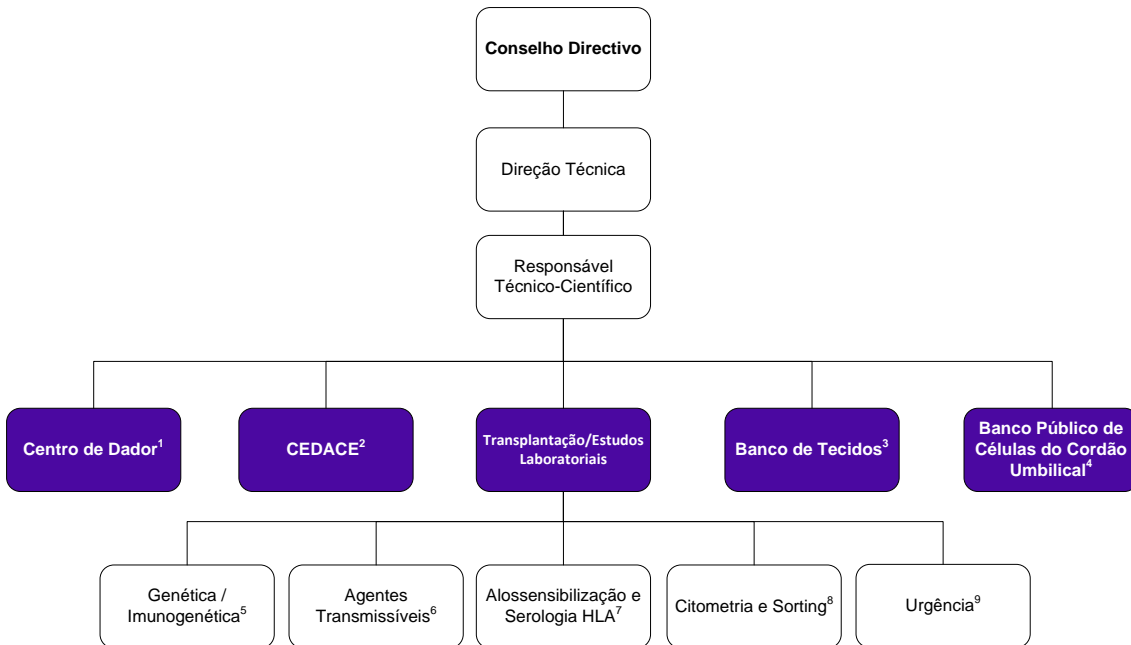 Conselho Directivo
Direção Técnica
Responsável
Técnico-Científico
Centro de Dador¹
CEDACE²
Transplantação/Estudos
Laboratoriais
Banco de Tecidos³
Banco Público de
Células do Cordão
Umbilical⁴
Genética /
Imunogenética⁵
Agentes
Transmissíveis⁶
Alossensibilização e
Serologia HLA⁷
Citometria e Sorting⁸
Urgência⁹